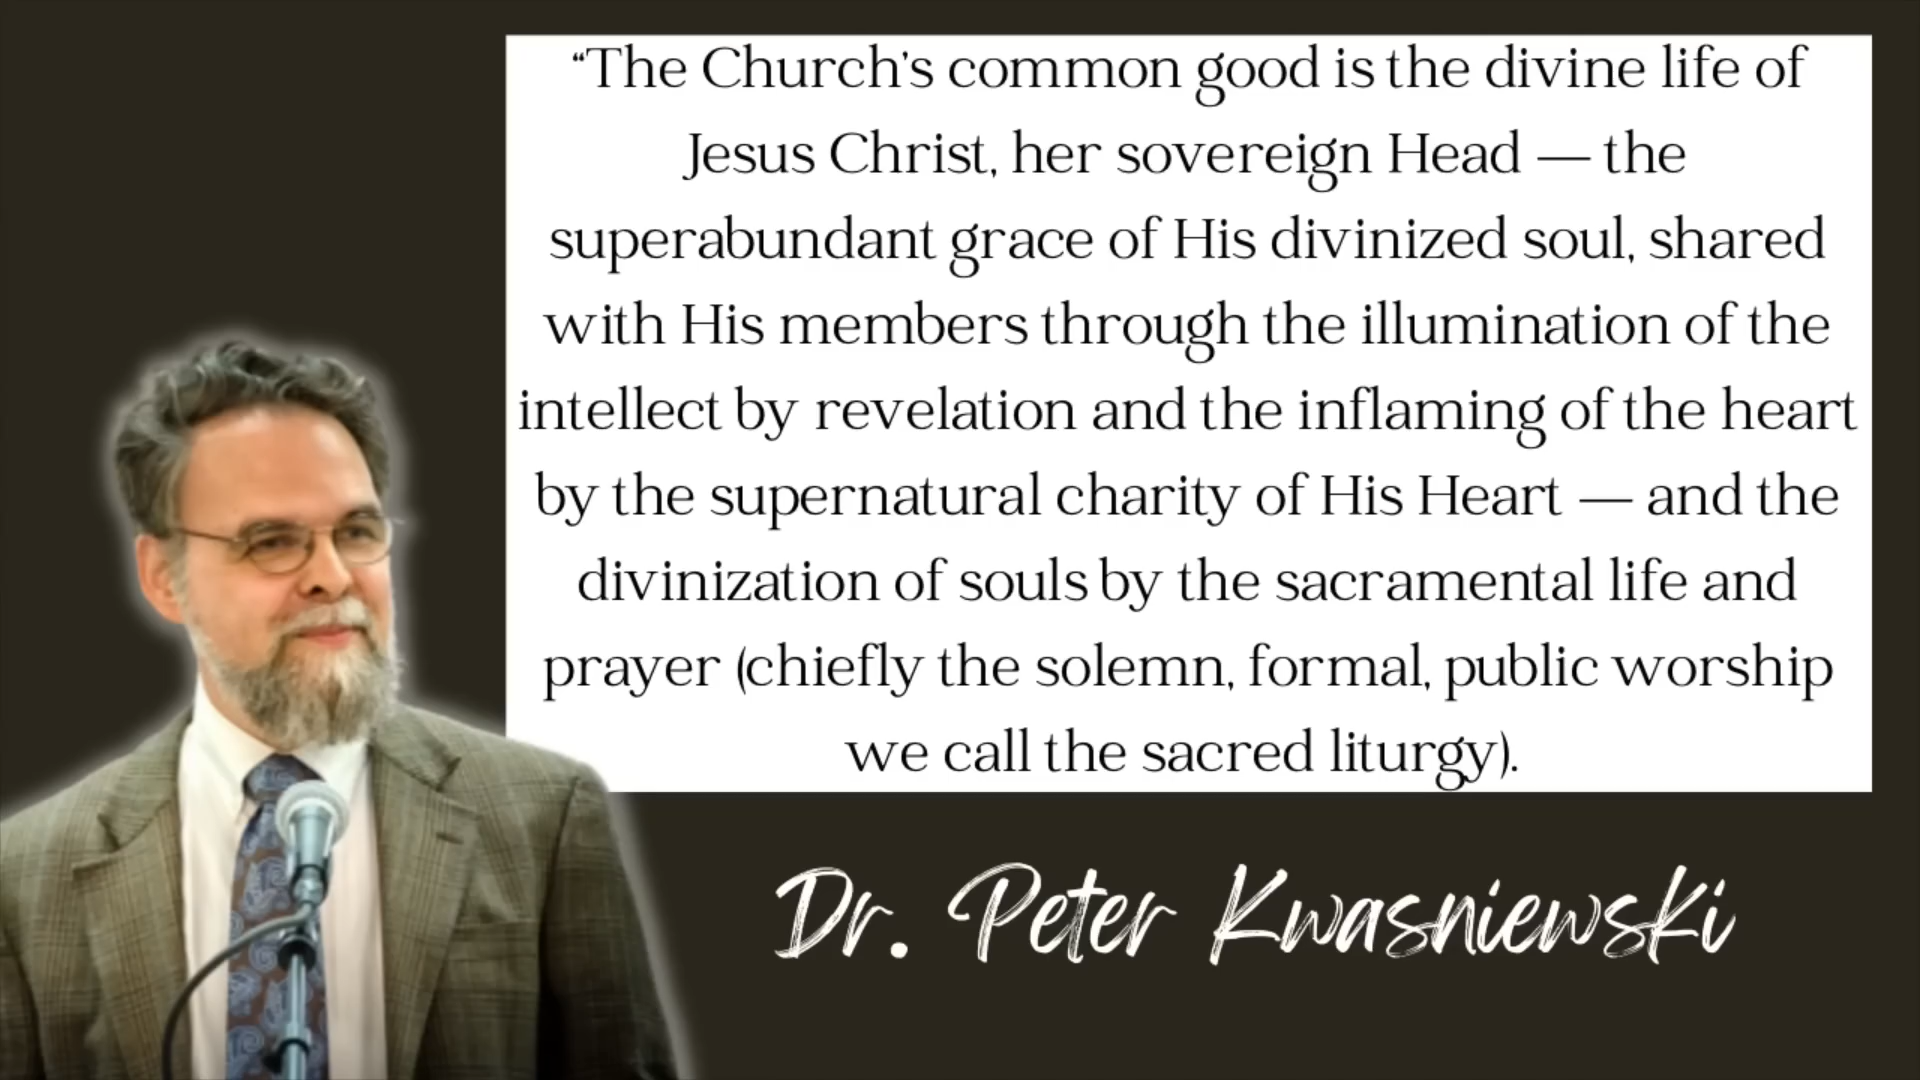 “The Church’s common good is the divine life of
Jesus Christ, her sovereign Head — the
superabundant grace of His divinized soul, shared
with His members through the illumination of the
intellect by revelation and the inflaming of the heart
by the supernatural charity of His Heart — and the
divinization of souls by the sacramental life and
prayer (chiefly the solemn, formal, public worship
we call the sacred liturgy).
Dr. Peter Kwasniewski